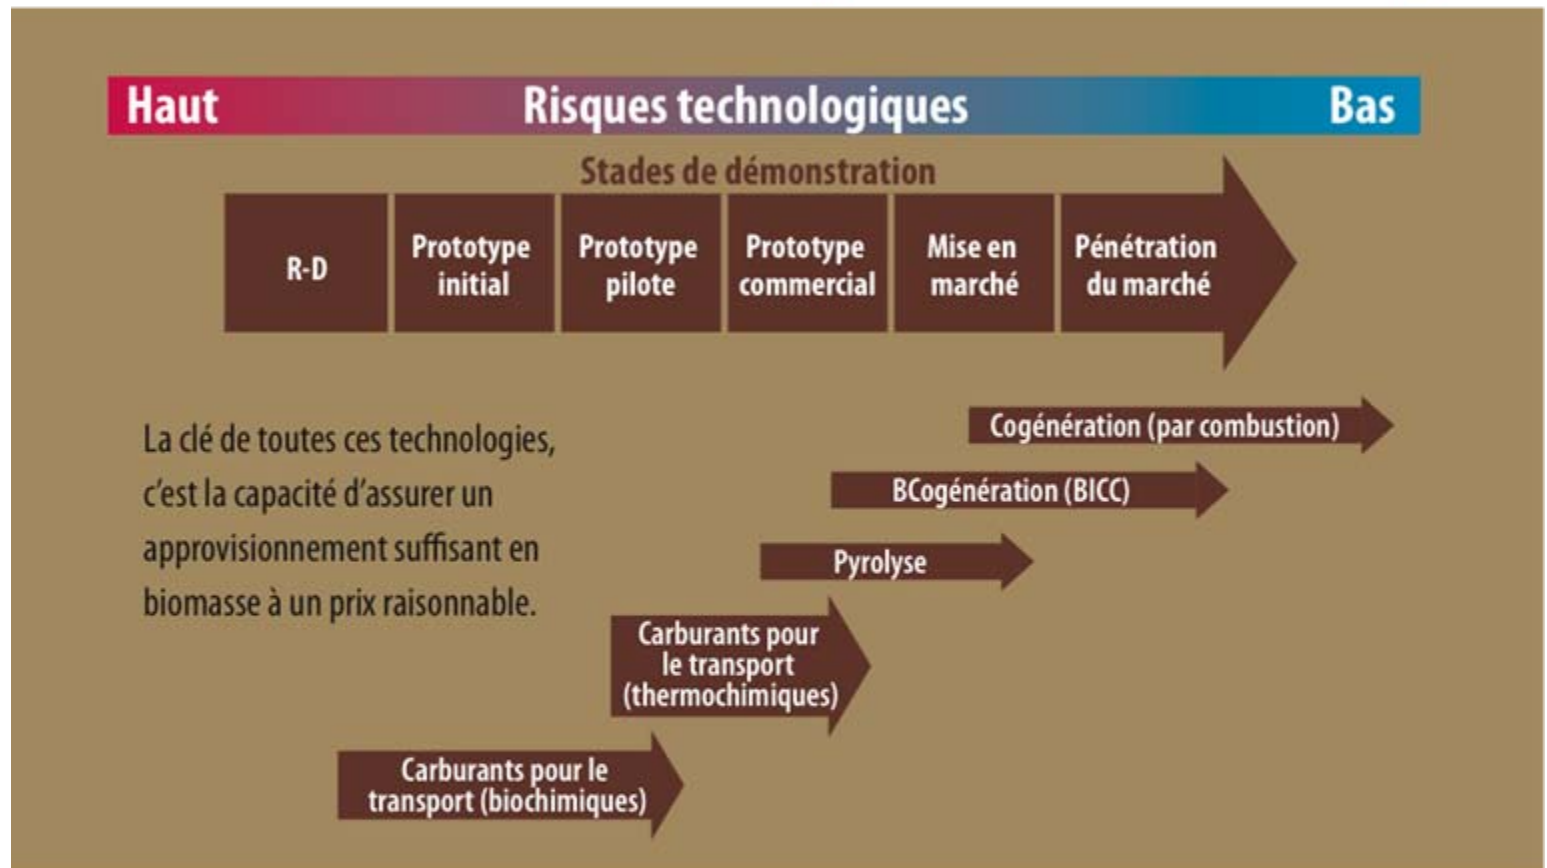 Haut Risques technologiques Bas
Stades de démonstration
R-D
Prototype
initial
Prototype
pilote
Prototype
commercial
Mise en
marché
Pénétration
du marché
La clé de toutes ces technologies,
c’est la capacité d’assurer un
approvisionnement suffisant en
biomasse à un prix raisonnable.
Cogénération (par combustion)
BCogénération (BICC)
Pyrolyse
Carburants pour
le transport
(thermochimiques)
Carburants pour le
transport (biochimiques)